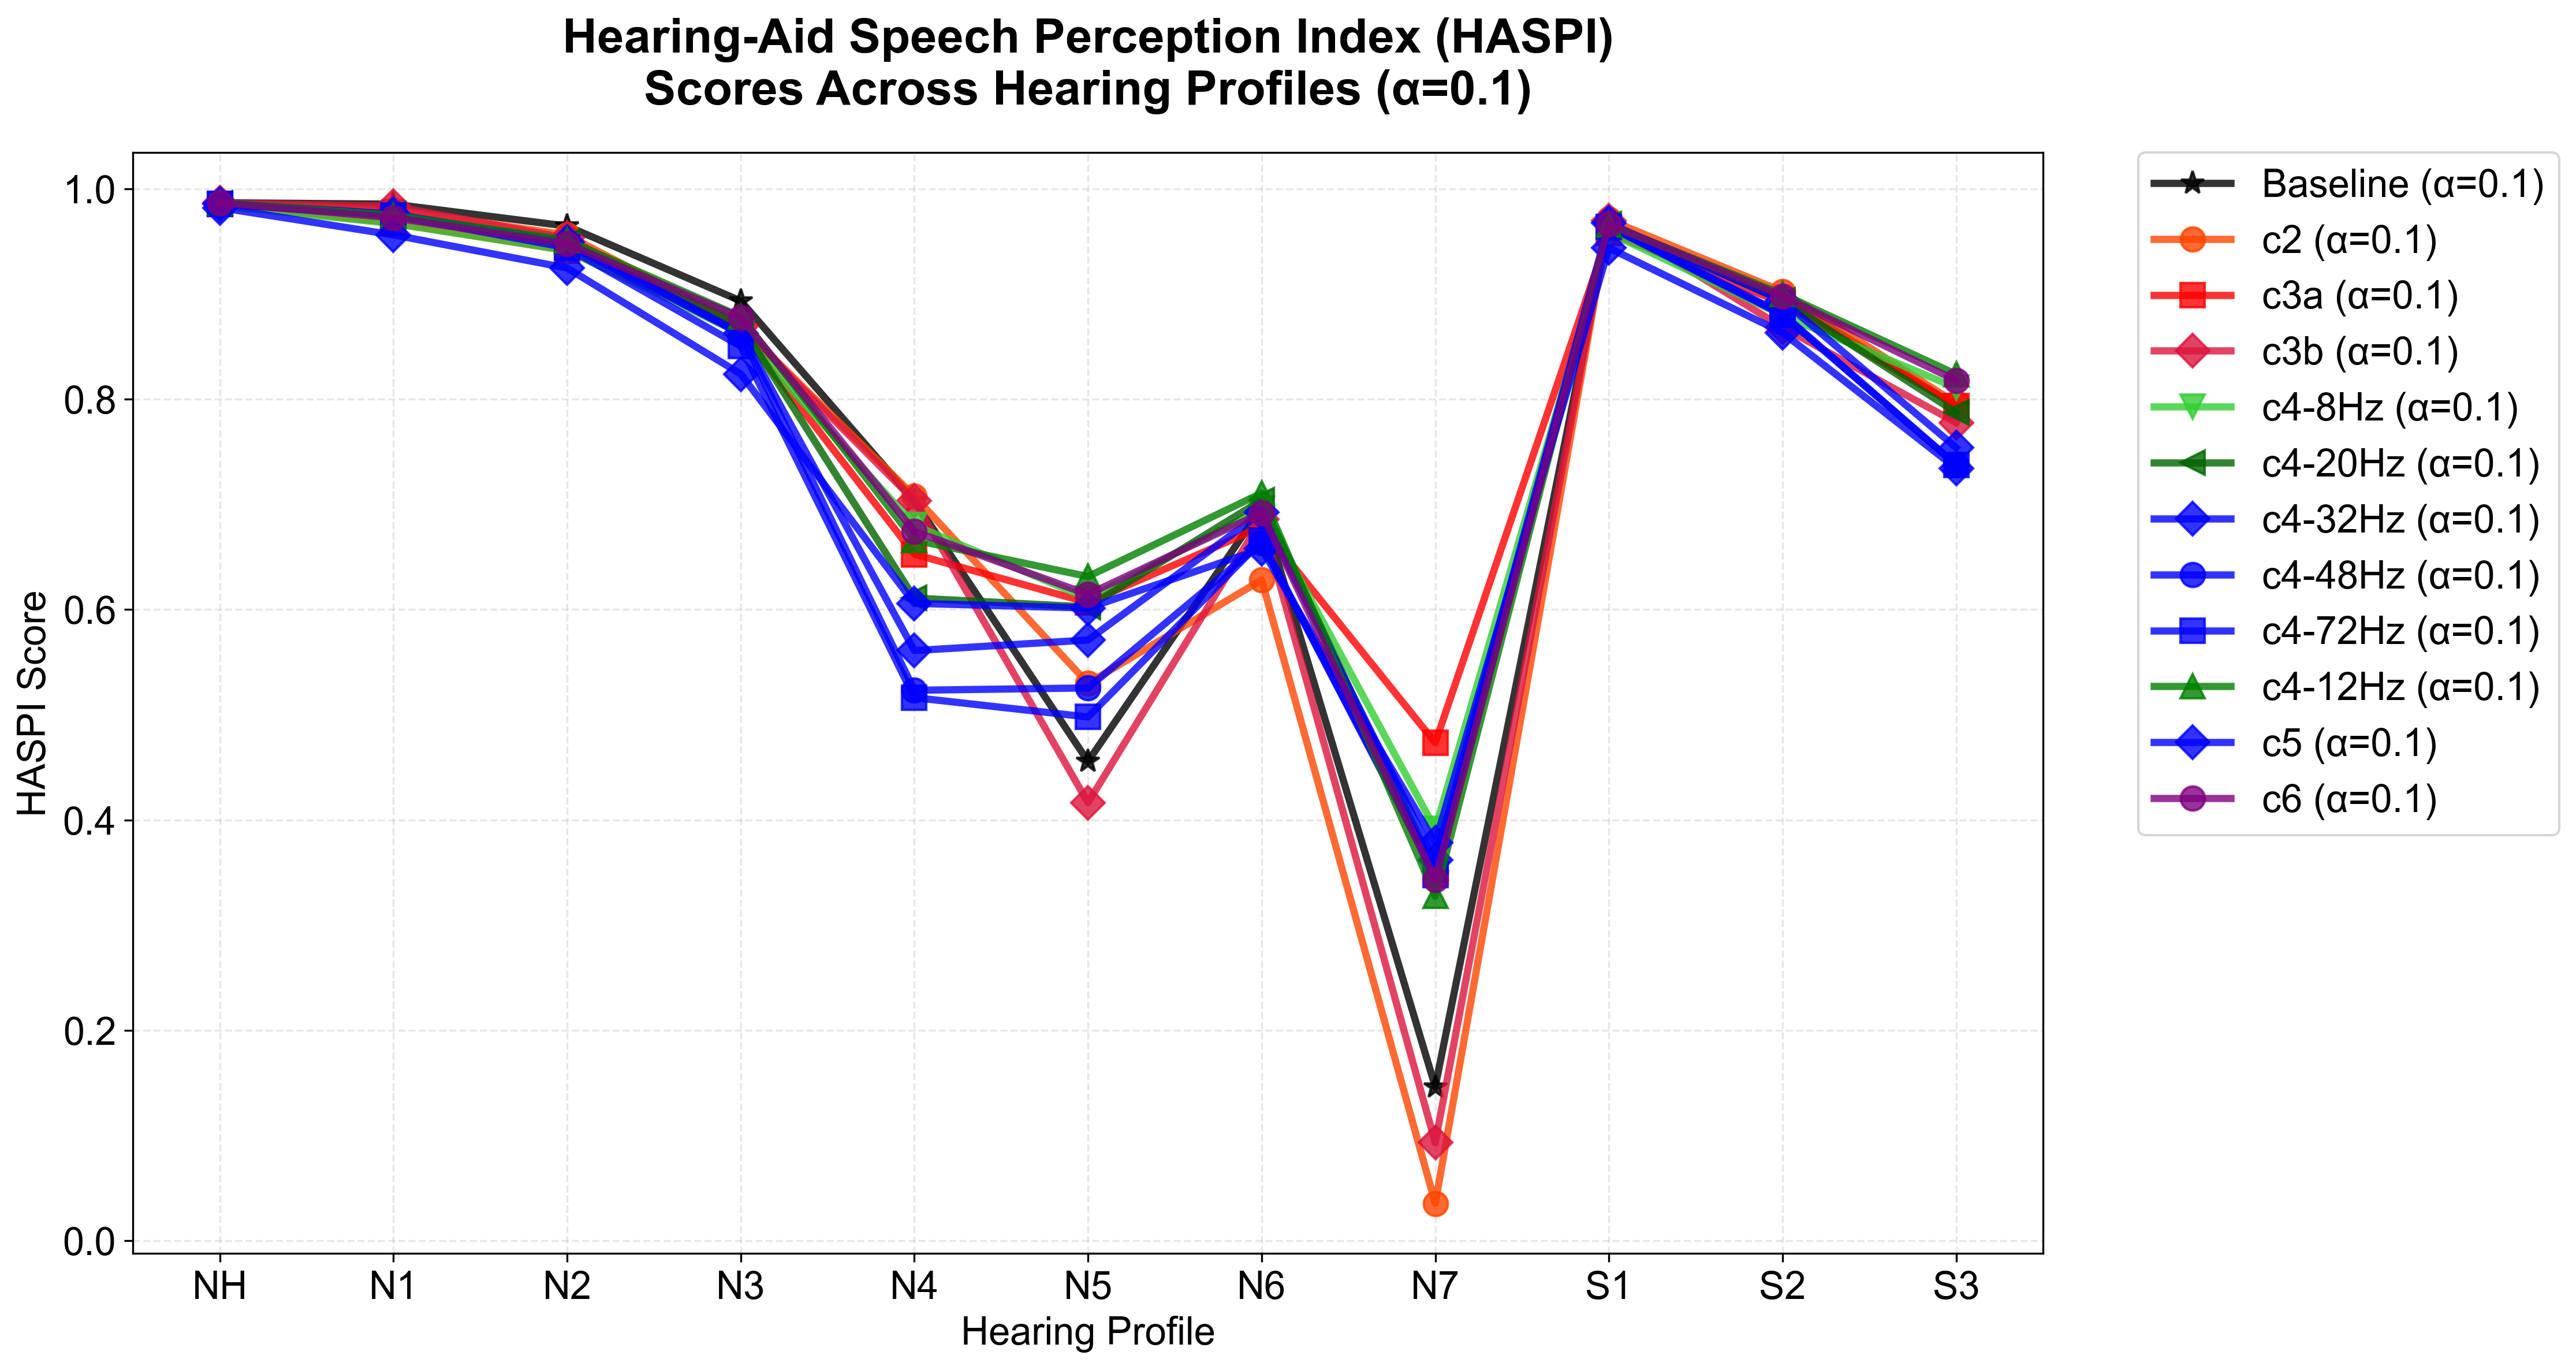 Hearing-Aid Speech Perception Index (HASPI)
Scores Across Hearing Profiles (α=0.1)
HASPI Score
1.0
0.8
0.6
0.4
0.2
0.0
NH N1 N2 N3 N4 N5 N6 N7 S1 S2 S3
Hearing Profile
Baseline (α=0.1)
c2 (α=0.1)
c3a (α=0.1)
c3b (α=0.1)
c4-8Hz (α=0.1)
c4-20Hz (α=0.1)
c4-32Hz (α=0.1)
c4-48Hz (α=0.1)
c4-72Hz (α=0.1)
c4-12Hz (α=0.1)
c5 (α=0.1)
c6 (α=0.1)